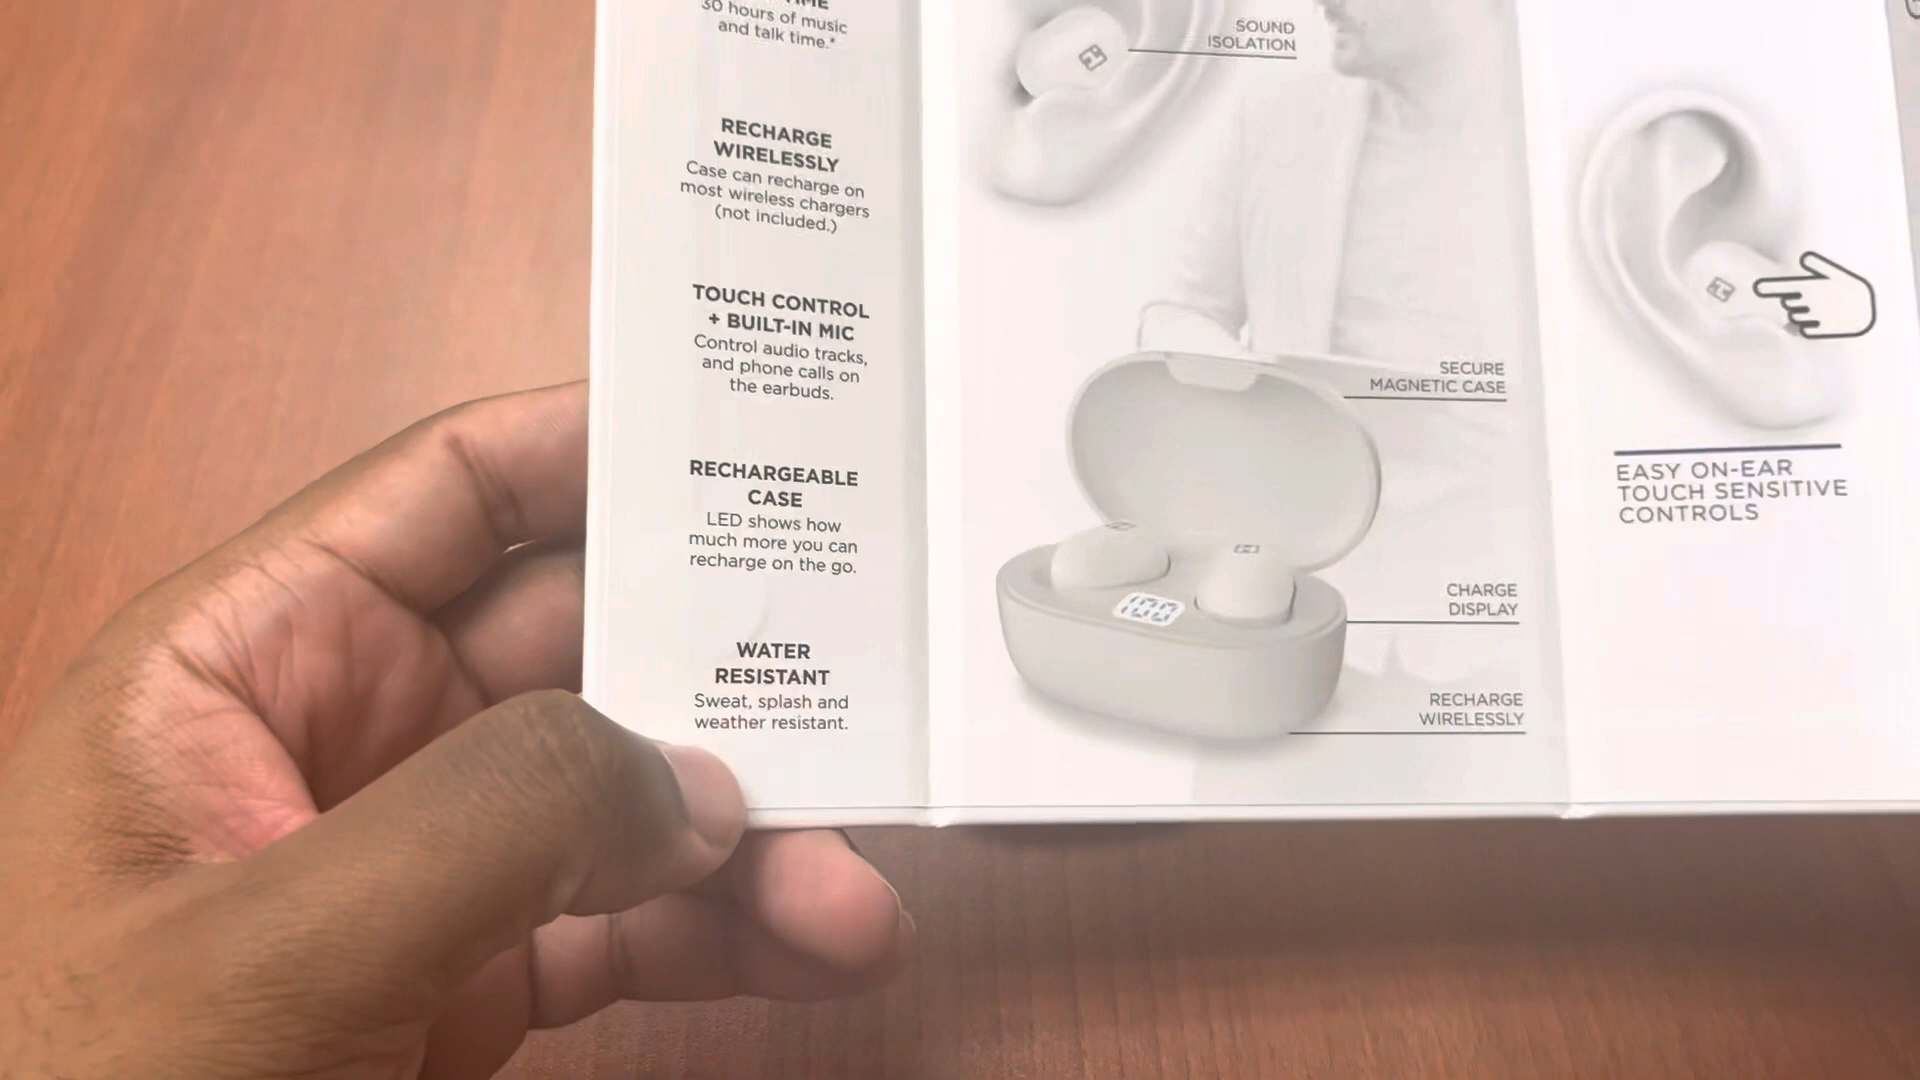 30 hours of music
and talk time.*
RECHARGE
WIRELESSLY
Case can recharge on
most wireless chargers
(not included.)
TOUCH CONTROL
+ BUILT-IN MIC
Control audio tracks,
and phone calls on
the earbuds.
RECHARGEABLE
CASE
LED shows how
much more you can
recharge on the go.
WATER
RESISTANT
Sweat, splash and
weather resistant.
SOUND
ISOLATION
SECURE
MAGNETIC CASE
100
CHARGE
DISPLAY
RECHARGE
WIRELESSLY
EASY ON-EAR
TOUCH SENSITIVE
CONTROLS